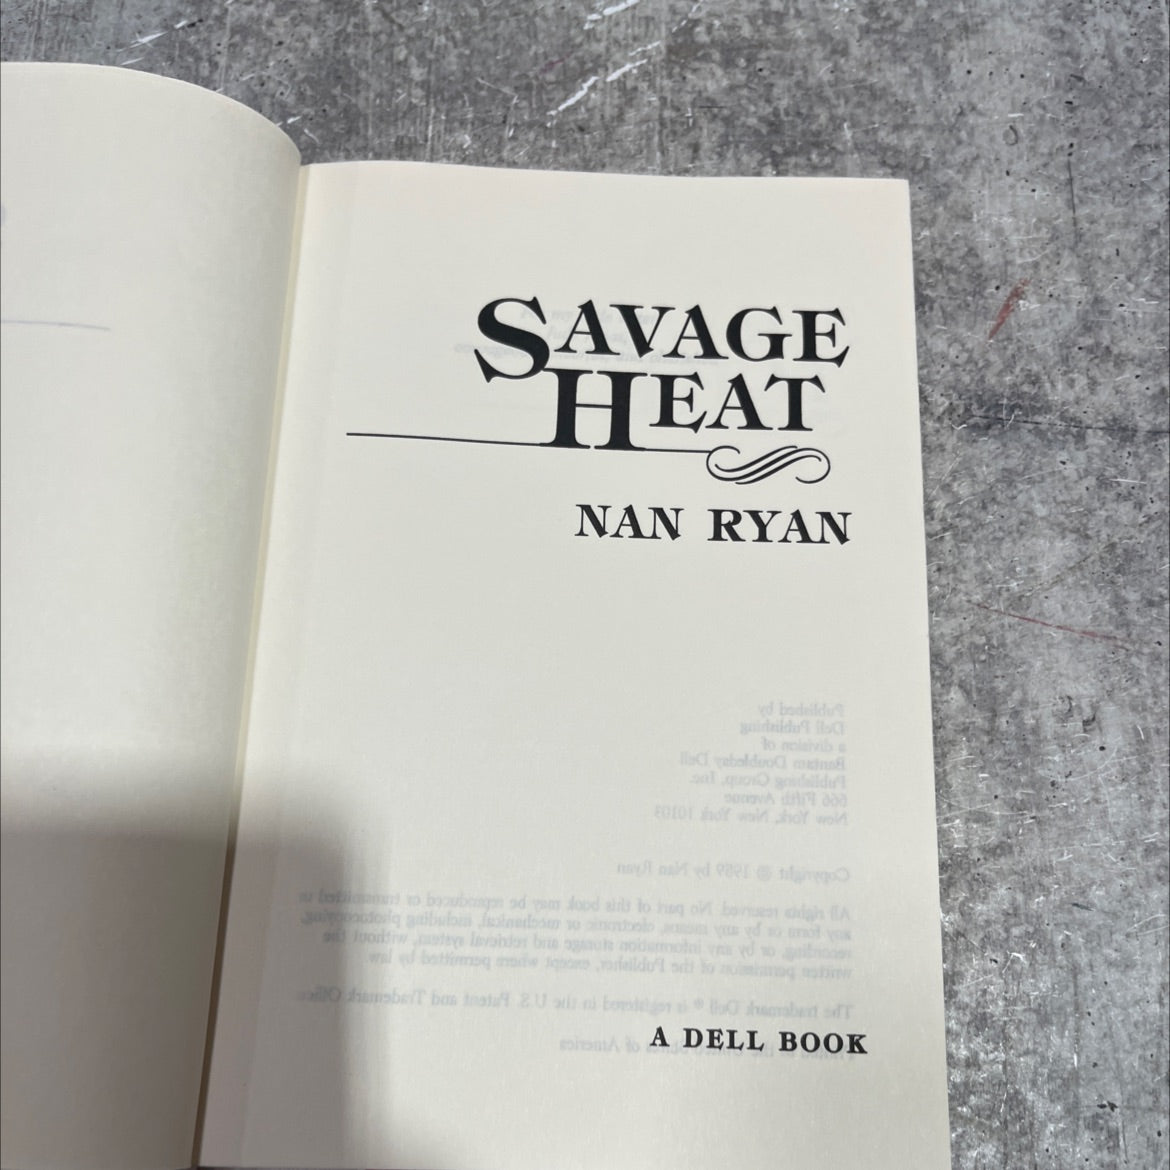 SAVAGE
HEAT
NAN RYAN
Published by
Dell Publishing
a division of
Bantam Doubleday Dell
Publishing Group, Inc.
666 Fifth Avenue
New York, New York 10103
Copyright © 1989 by Nan Ryan
All rights reserved. No part of this book may be reproduced or transmitted in
any form or by any means, electronic or mechanical, including photocopying,
recording, or by any information storage and retrieval system, without the
written permission of the Publisher, except where permitted by law.
The trademark Dell ® is registered in the U.S. Patent and Trademark Office.
A DELL BOOK
of America